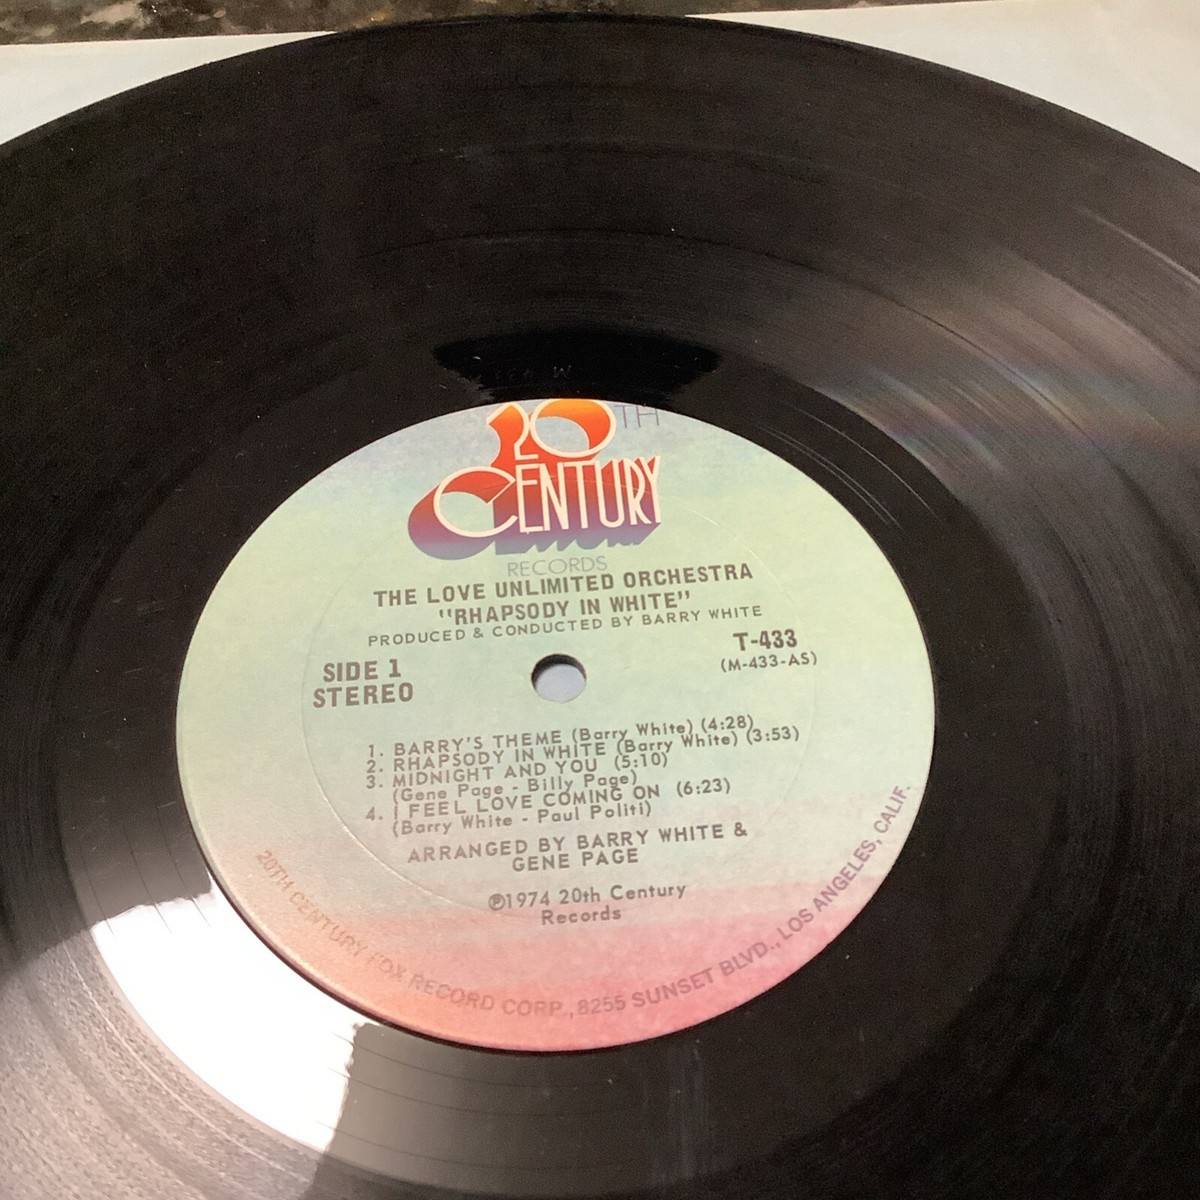 20TH
CENTURY
RECORDS
THE LOVE UNLIMITED ORCHESTRA
"RHAPSODY IN WHITE"
PRODUCED & CONDUCTED BY BARRY WHITE
SIDE 1
STEREO
T-433
(M-433-AS)
1. BARRY'S THEME (Barry White) (4:28)
2. RHAPSODY IN WHITE (Barry White) (3:53)
3. MIDNIGHT AND YOU (5:10)
(Gene Page - Billy Page)
4. I FEEL LOVE COMING ON (6:23)
(Barry White - Paul Politi)
ARRANGED BY BARRY WHITE &
GENE PAGE
℗1974 20th Century
Records
20TH CENTURY FOX RECORD CORP., 8255 SUNSET BLVD., LOS ANGELES, CALIF.